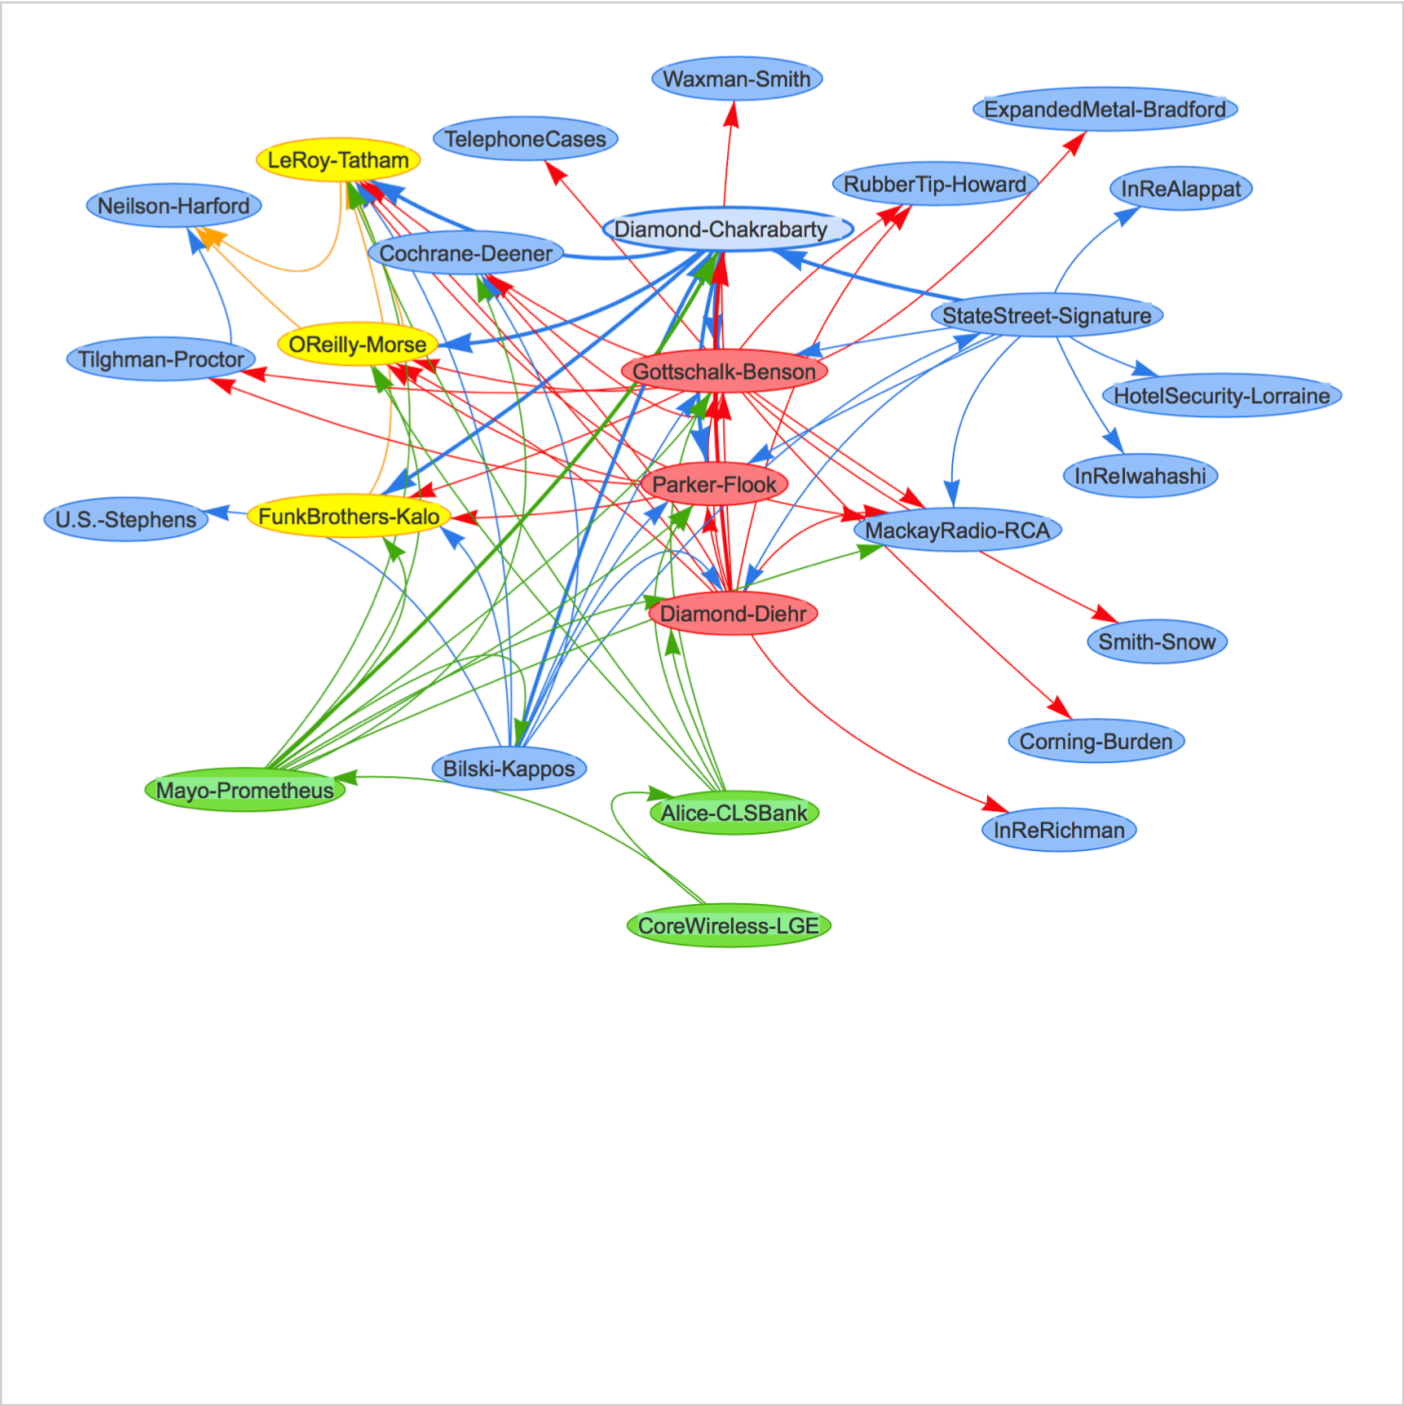 Waxman-Smith
ExpandedMetal-Bradford
TelephoneCases
LeRoy-Tatham
RubberTip-Howard
InReAlappat
Neilson-Harford
Diamond-Chakrabarty
Cochrane-Deener
StateStreet-Signature
OReilly-Morse
Tilghman-Proctor
Gottschalk-Benson
HotelSecurity-Lorraine
InReIwahashi
Parker-Flook
U.S.-Stephens
FunkBrothers-Kalo
MackayRadio-RCA
Diamond-Diehr
Smith-Snow
Corning-Burden
Bilski-Kappos
Mayo-Prometheus
Alice-CLSBank
InReRichman
CoreWireless-LGE